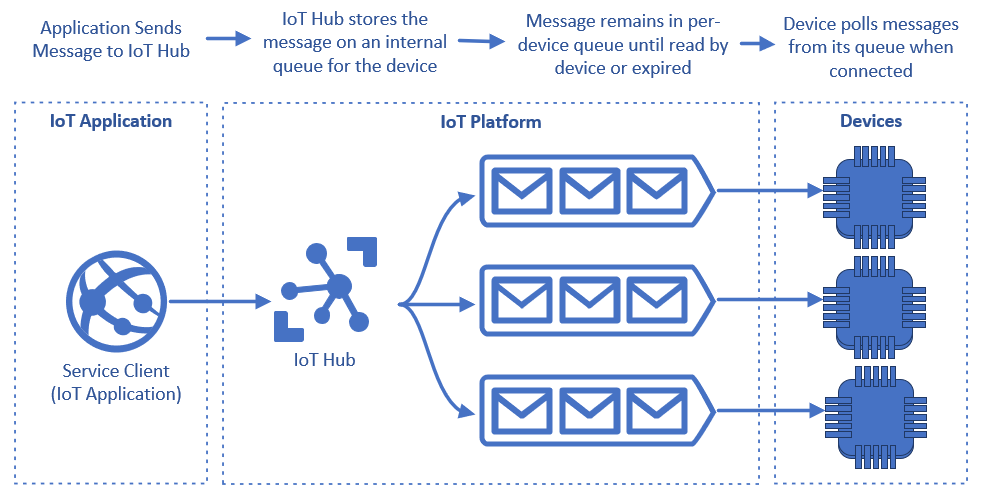 Application Sends
Message to IoT Hub
IoT Hub stores the
message on an internal
queue for the device
Message remains in per-
device queue until read by
device or expired
Device polls messages
from its queue when
connected
IoT Application
IoT Platform
Devices
IoT Hub
Service Client
(IoT Application)